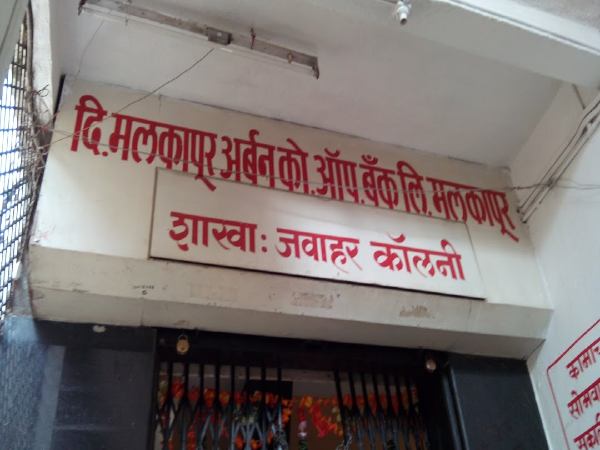 दि. मलकापूर अर्बन को. ऑप. बँक लि. मलकापूर
शाखा: जवाहर कॉलनी